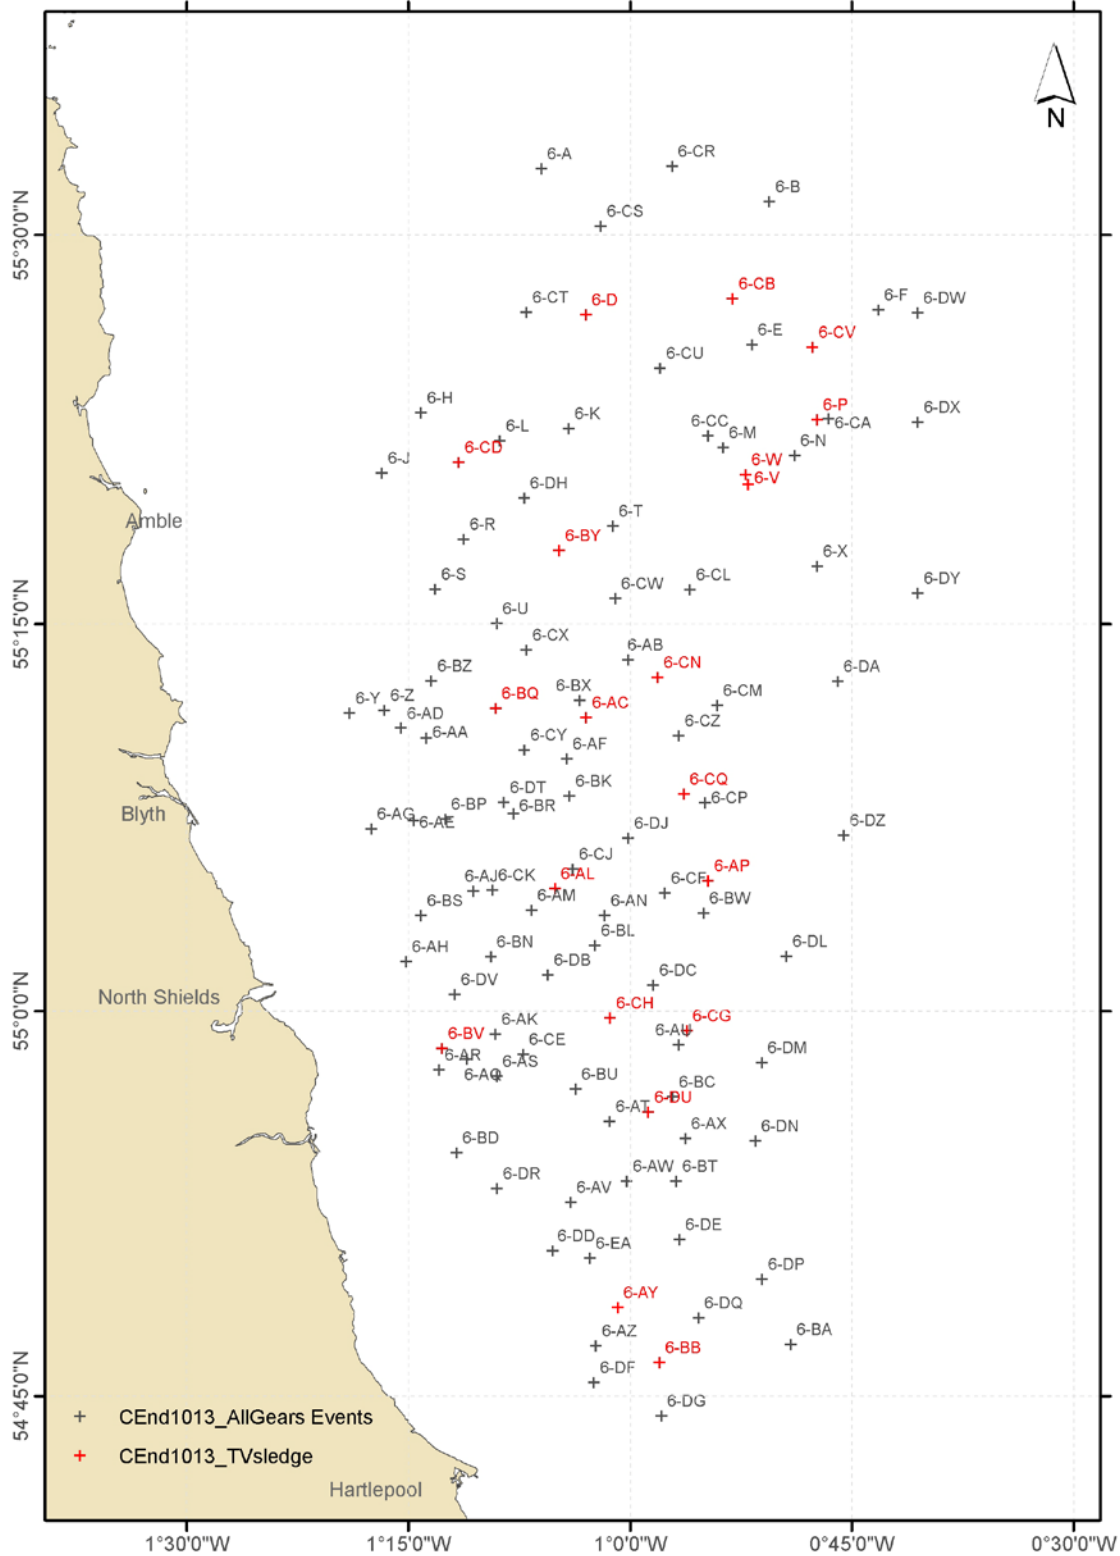 N
6-A
6-CR
6-B
6-CS
55°30'0"N
6-CT
6-D
6-CB
6-F
6-DW
6-E
6-CV
6-CU
6-H
6-K
6-L
6-P
6-CA
6-DX
6-CC
6-M
6-N
6-CD
6-J
6-W
6-V
6-DH
Amble
6-R
6-T
6-BY
6-X
6-S
6-CW
6-CL
6-DY
55°15'0"N
6-U
6-CX
6-AB
6-CN
6-BZ
6-DA
6-Y
6-Z
6-BQ
6-BX
6-AC
6-CM
6-AD
6-AA
6-CY
6-AF
6-CZ
6-DT
6-BK
6-CQ
6-CP
Blyth
6-AG
6-AE
6-BP
6-BR
6-DJ
6-DZ
6-CJ
6-AJ
6-CK
6-AL
6-CF
6-AP
6-BS
6-AM
6-AN
6-BW
6-AH
6-BN
6-BL
6-DB
6-DL
6-DV
6-DC
North Shields
55°0'0"N
6-CH
6-CG
6-AK
6-BV
6-CE
6-AU
6-DM
6-AR
6-AS
6-AQ
6-BU
6-BC
6-DU
6-AT
6-AX
6-DN
6-BD
6-DR
6-AW
6-BT
6-AV
6-DD
6-EA
6-DE
6-DP
6-AY
6-DQ
6-AZ
6-BB
6-BA
6-DF
54°45'0"N
6-DG
CEnd1013_AllGears Events
CEnd1013_TVsledge
Hartlepool
1°30'0"W
1°15'0"W
1°0'0"W
0°45'0"W
0°30'0"W